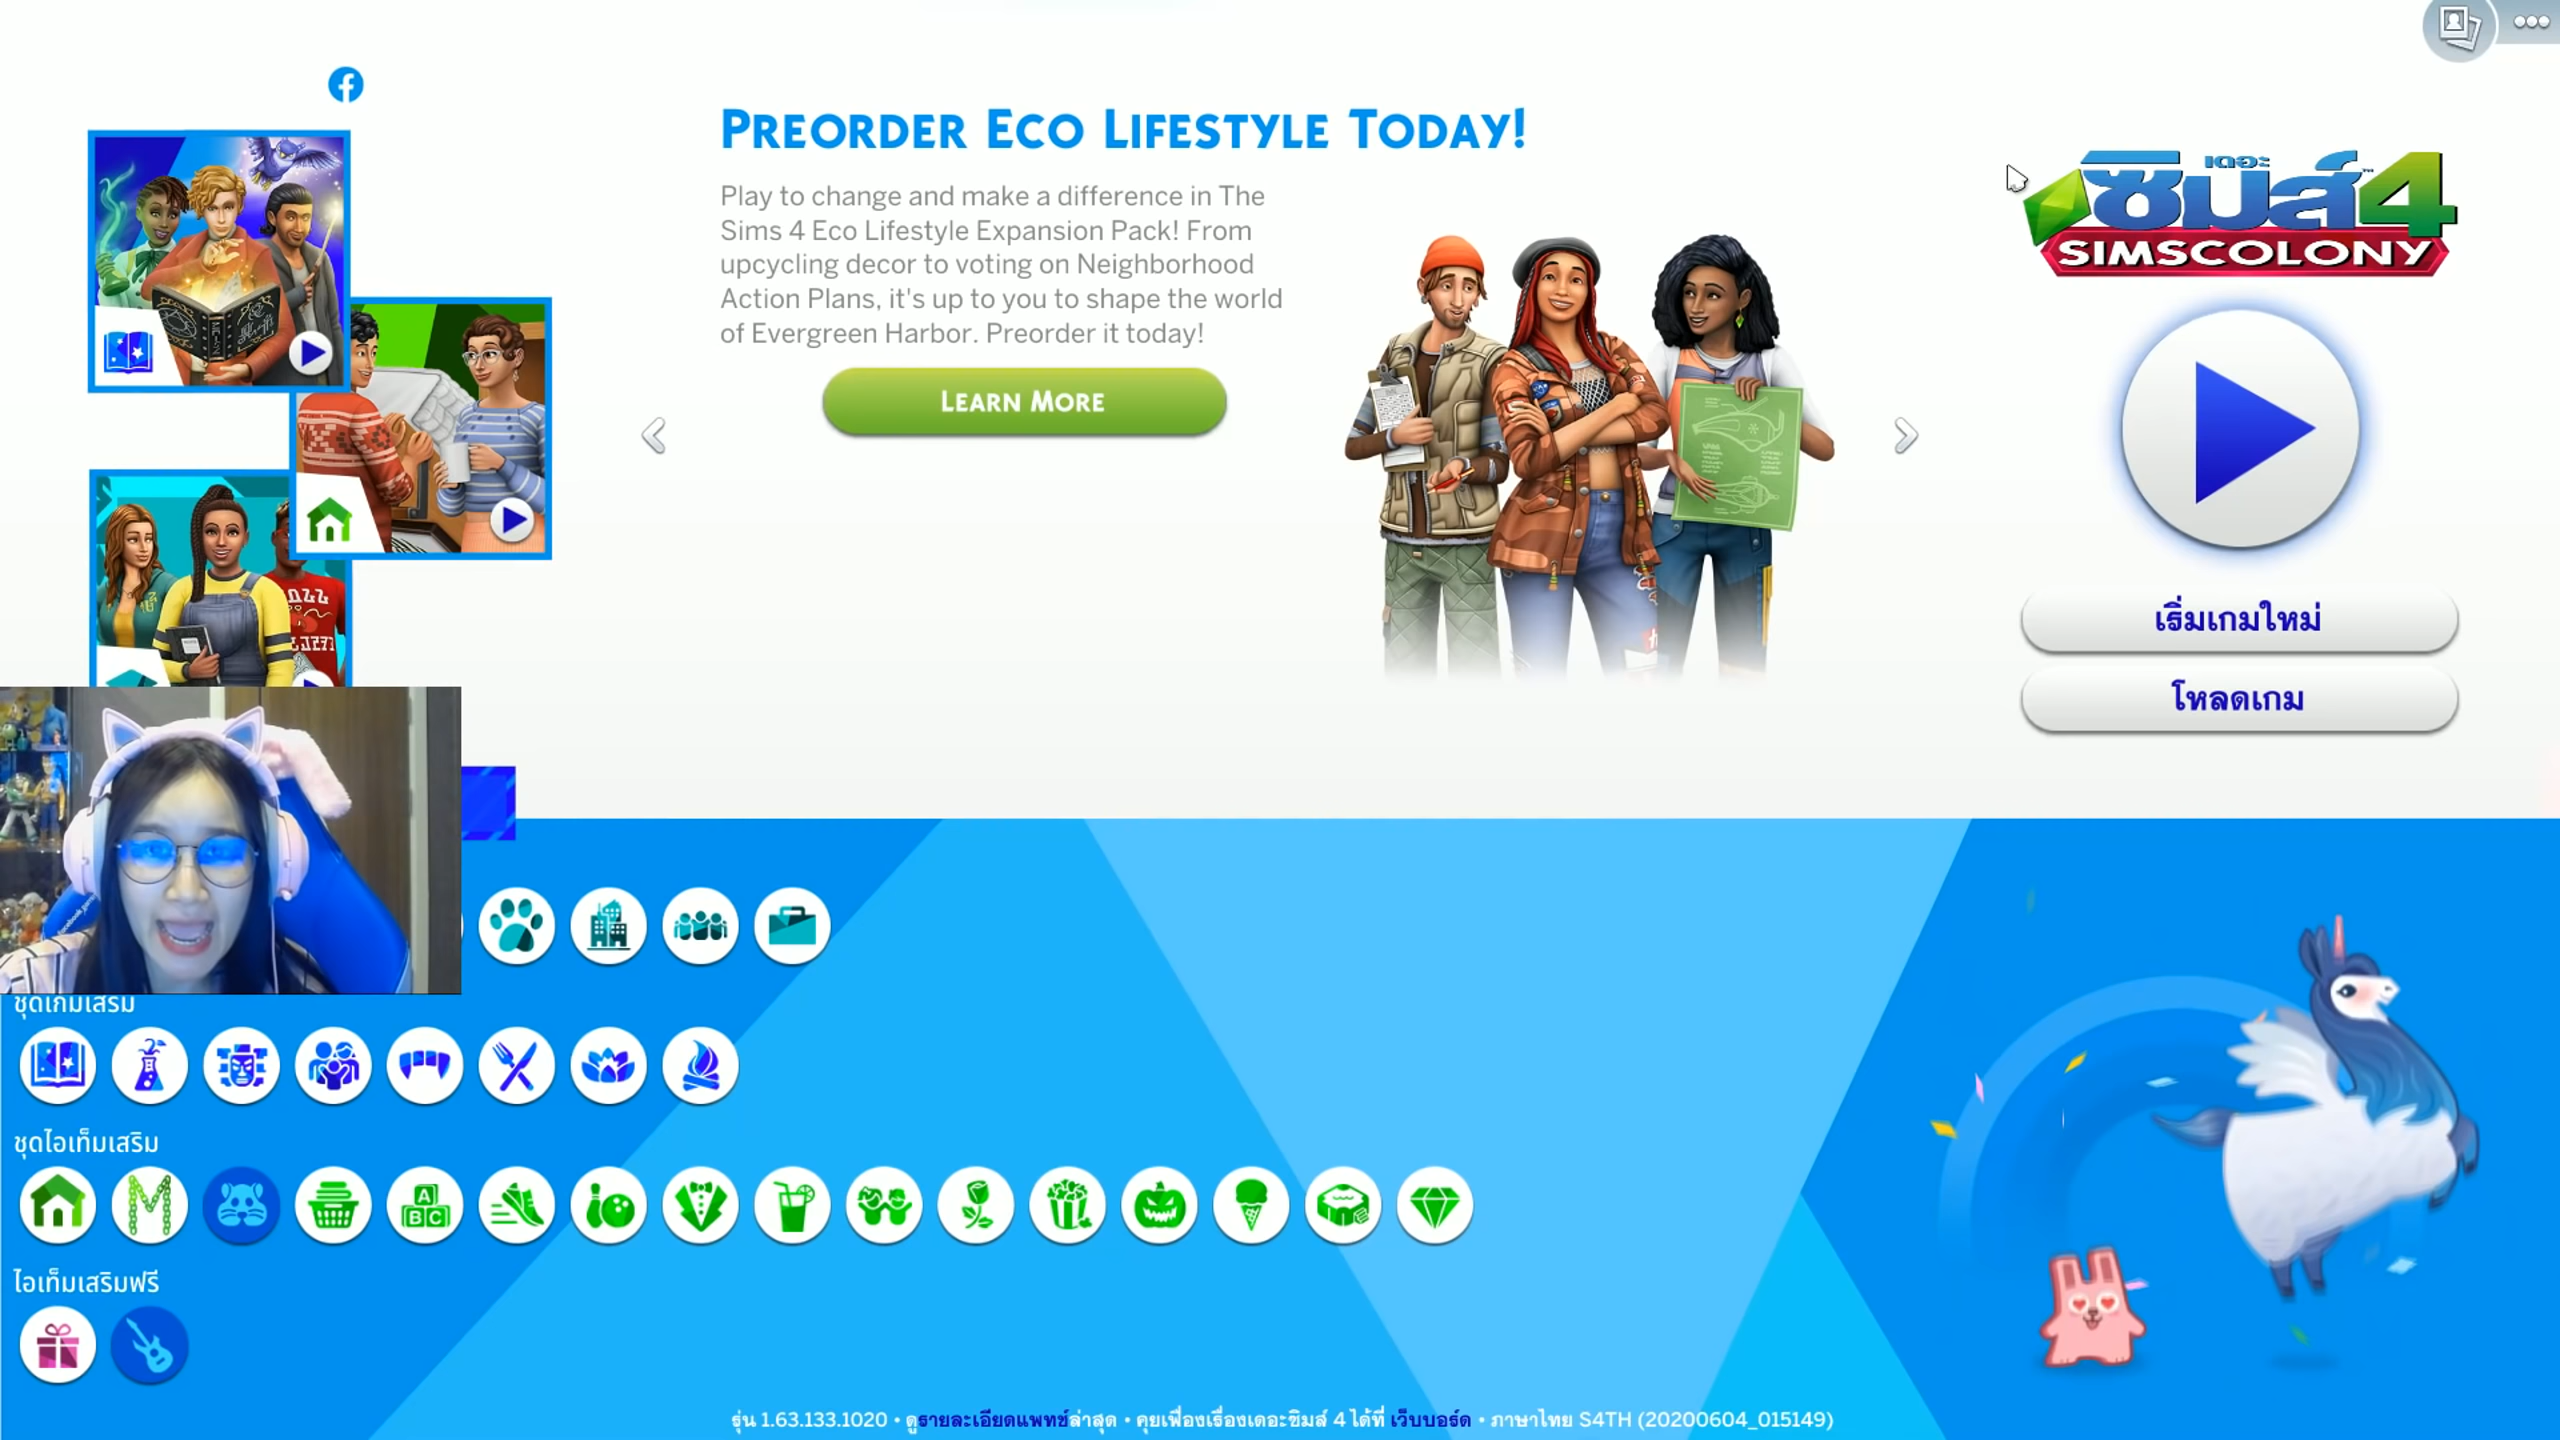 PREORDER ECO LIFESTYLE TODAY!
Play to change and make a difference in The
Sims 4 Eco Lifestyle Expansion Pack! From
upcycling decor to voting on Neighborhood
Action Plans, it's up to you to shape the world
of Evergreen Harbor. Preorder it today!
LEARN MORE
เดอะ
ซิมส์4
SIMSCOLONY
เริ่มเกมใหม่
โหลดเกม
ชุดเกมเสริม
ชุดไอเท็มเสริม
A
BC
ไอเท็มเสริมฟรี
รุ่น 1.63.133.1020 • ดูรายละเอียดแพทช์ล่าสุด • คุยเฟื่องเรื่องเดอะซิมส์ 4 ได้ที่ เว็บบอร์ด • ภาษาไทย S4TH (20200604_015149)